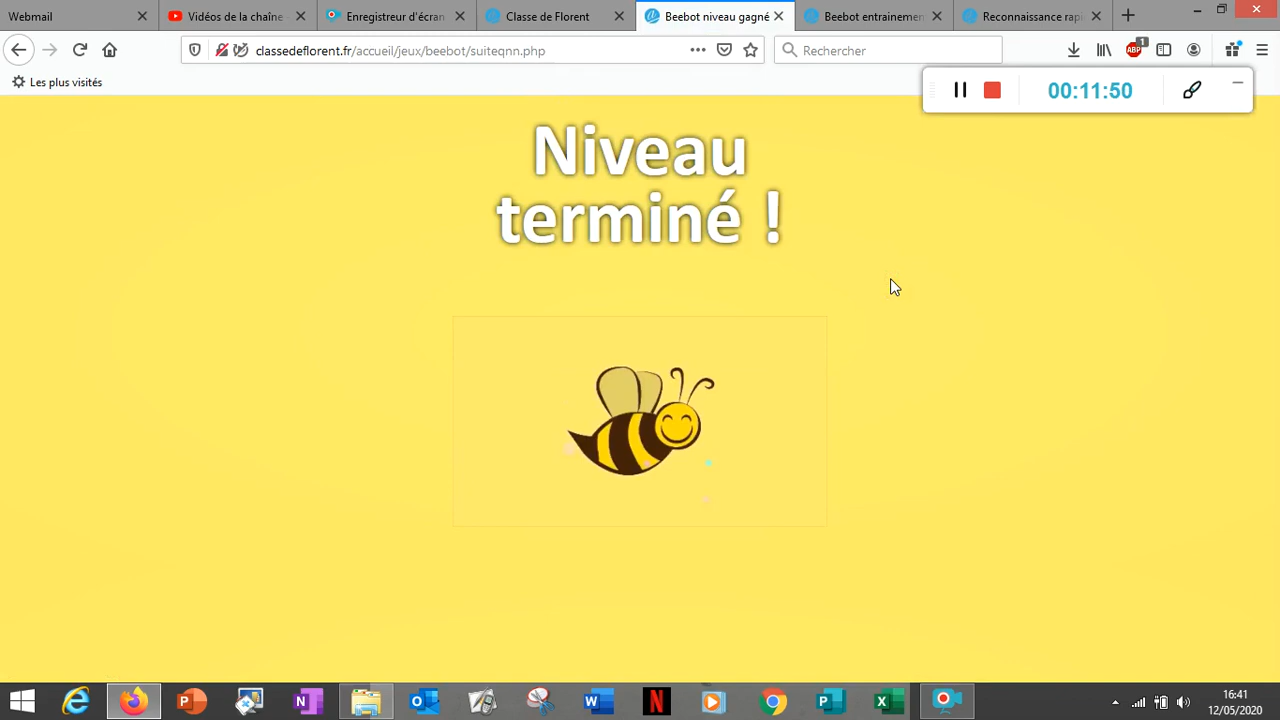 Webmail
Vidéos de la chaîne -
Enregistreur d'écran
Classe de Florent
Beebot niveau gagné
Beebot entrainemen
Reconnaissance rapi
classedeflorent.fr/accueil/jeux/beebot/suiteqnn.php
Rechercher
ABP
1
Les plus visités
00:11:50
Niveau
terminé !
16:41
12/05/2020